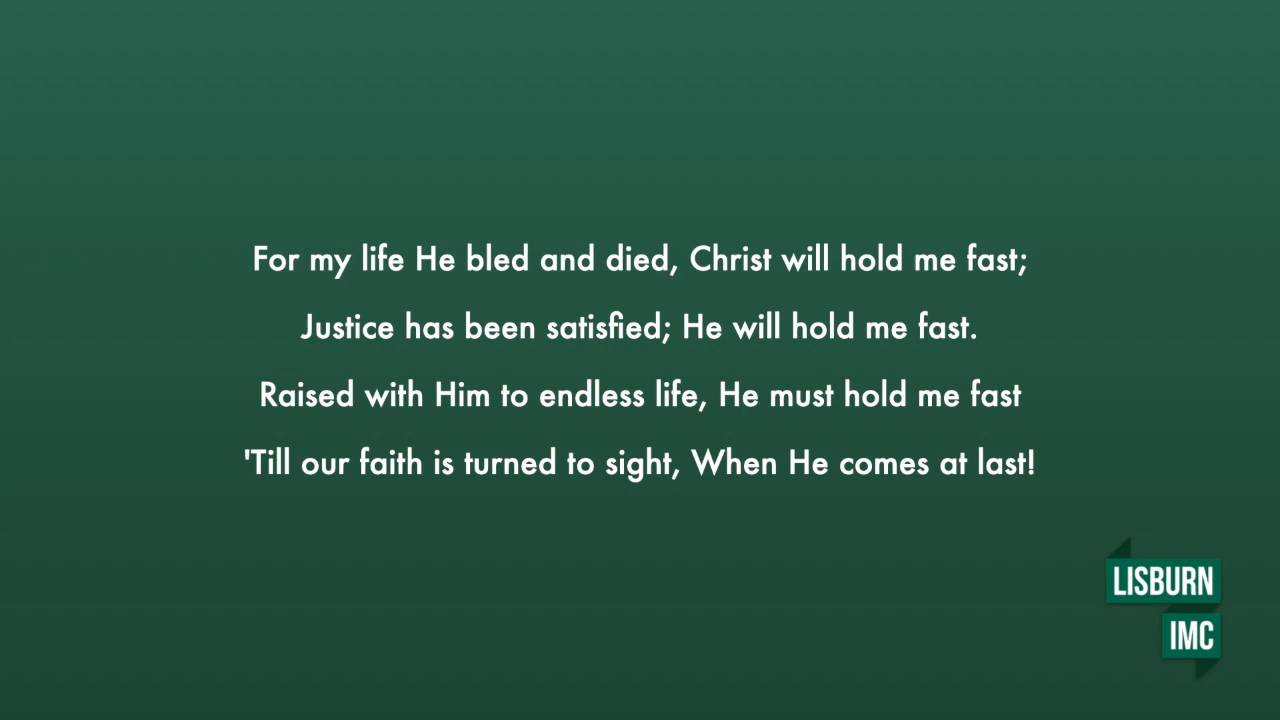 For my life He bled and died, Christ will hold me fast;
Justice has been satisfied; He will hold me fast.
Raised with Him to endless life, He must hold me fast
'Till our faith is turned to sight, When He comes at last!
LISBURN
IMC